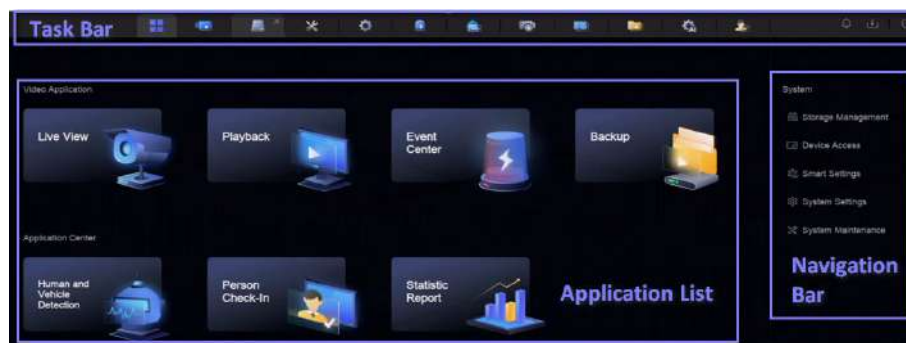 Task Bar
Video Application
Live View
Playback
Event
Center
Backup
Application Center
Human and
Vehicle
Detection
Person
Check-In
Statistic
Report
Application List
System
Storage Management
Device Access
Smart Settings
System Settings
System Maintenance
Navigation
Bar